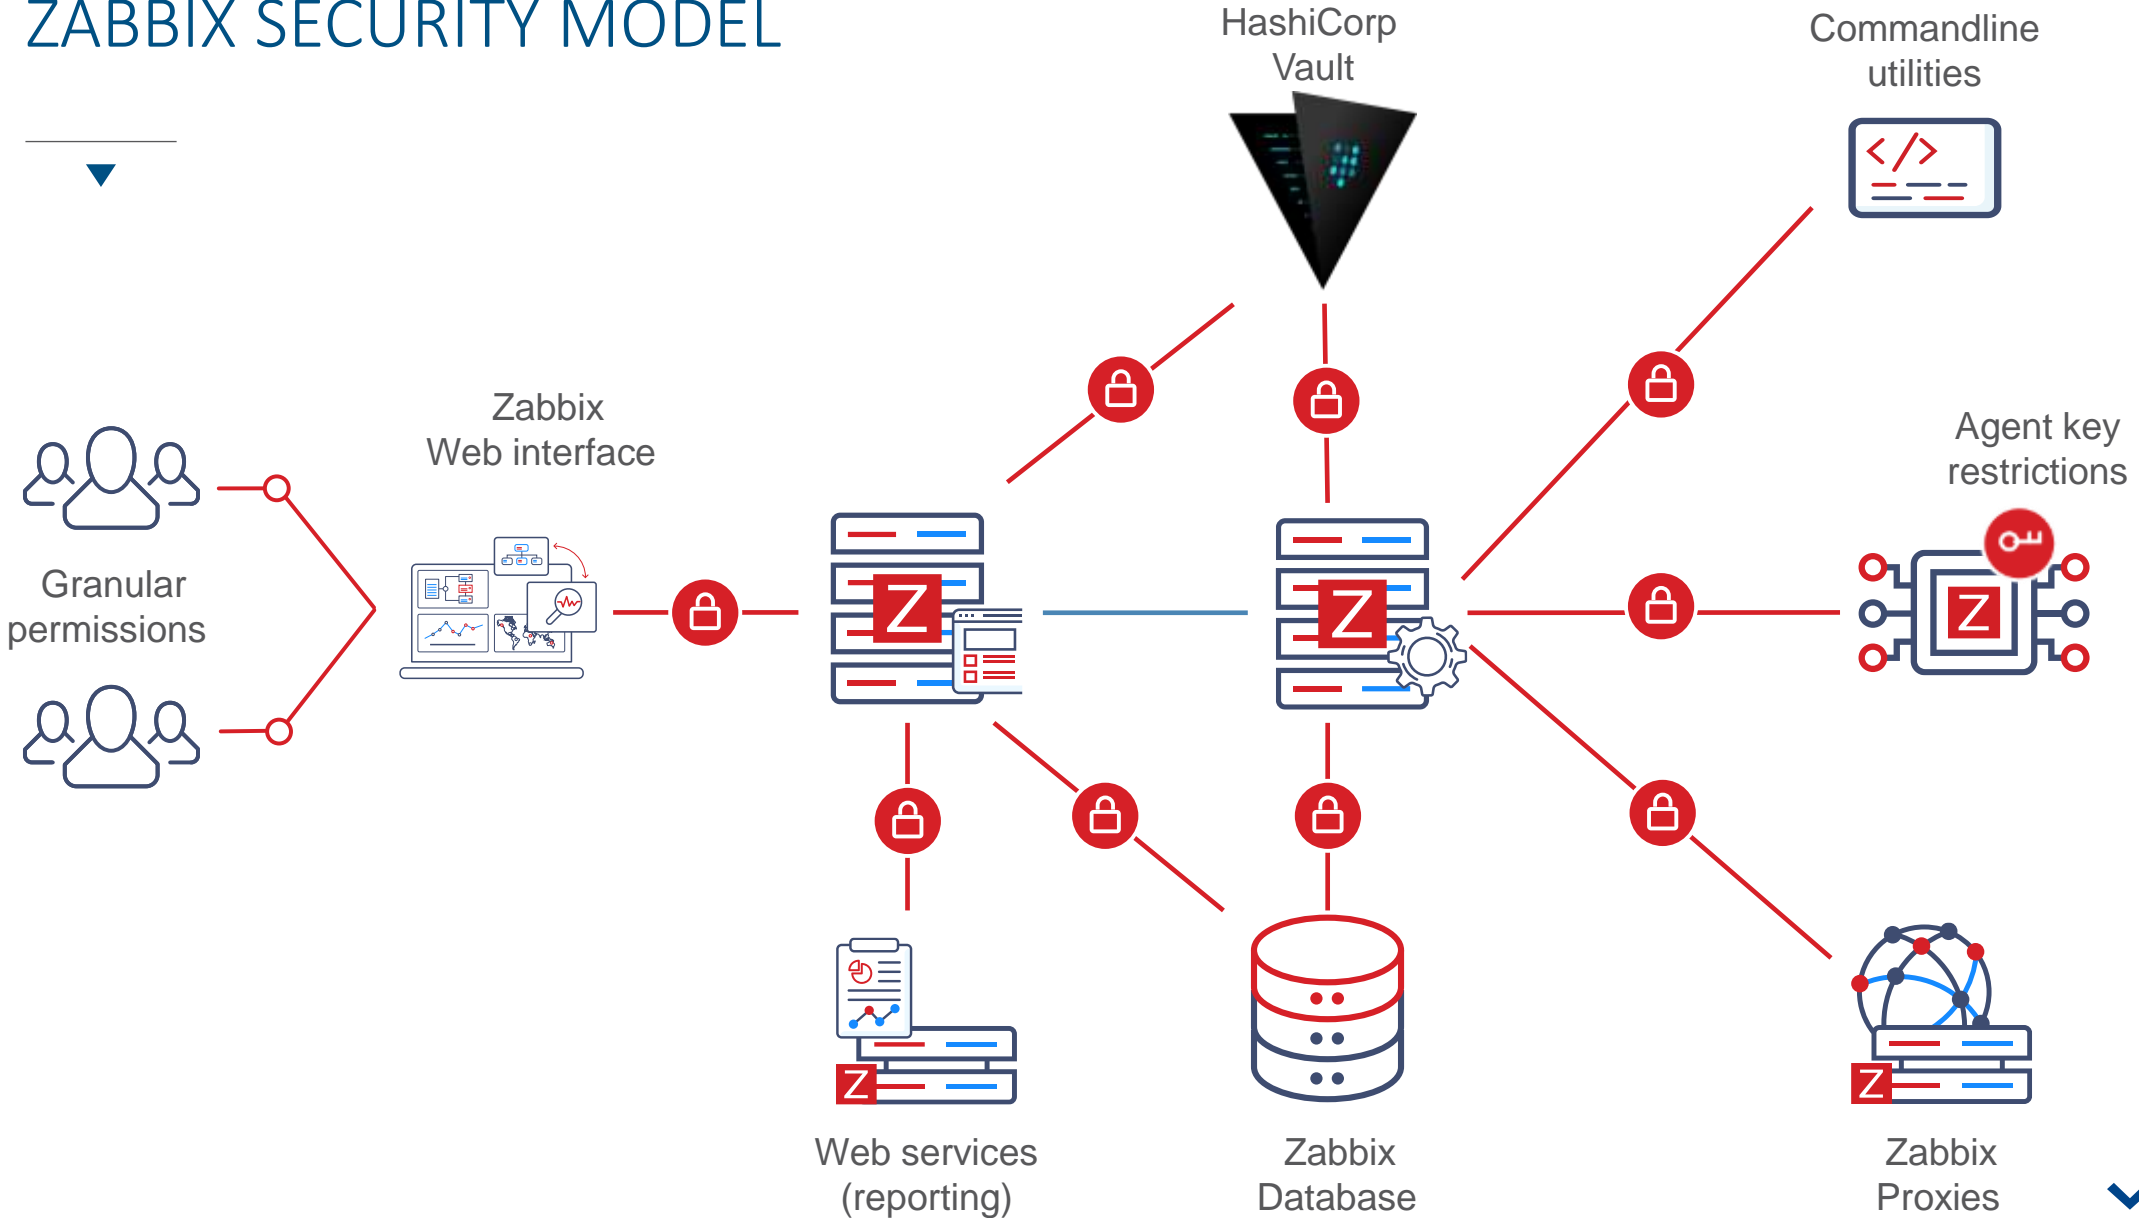 ZABBIX SECURITY MODEL
HashiCorp
Vault
Commandline
utilities
Zabbix
Web interface
Agent key
restrictions
Granular
permissions
Z
Z
Z
Z
Z
Web services
(reporting)
Zabbix
Database
Zabbix
Proxies